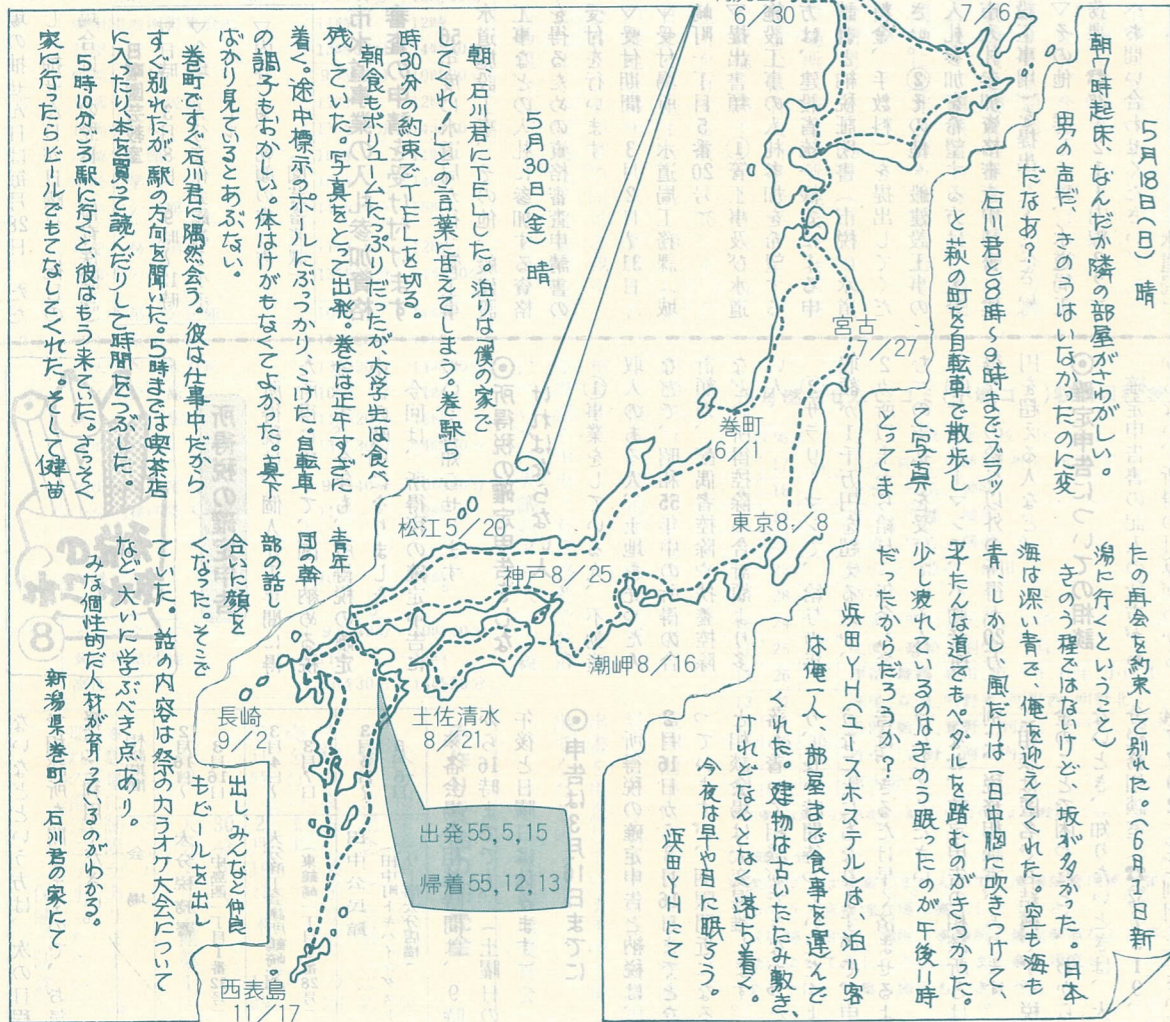 5月18日(日)　晴
朝7時起床、なんだか隣の部屋がさわがしい。
男の声だ、きのうはいなかったのに変
だなあ？　石川君と8時～9時までブラッ
と萩の町を自転車で散歩し
て、写真
をとってま
たの再会を約束して別れた。(6月1日新
潟に行くということ)
きのう程ではないけど、坂が多かった。日本
海は深い青で、俺を迎えてくれた。空も海も
青、しかし風だけは一日中胸に吹きつけて、
平たんな道でもペダルを踏むのがきつかった。
少し疲れているのはきのう眠ったのが午後11時
だったからだろうか？
浜田YH(ユースホステル)は、泊り客
は俺一人、部屋まで食事を運んで
くれた。建物は古いたたみ敷き、
けれどなんとなく落ち着く。
今夜は早や目に眠ろう。
浜田YHにて
5月30日(金)　晴
朝、石川君にTELした、泊りは「僕の家で
してくれ！」との言葉に甘えてしまう。巻駅5
時30分の約束でTELを切る。
朝食もボリュームたっぷりだったが、大学生は食べ
残していた。写真をとって出発。巻には正午すぎに
着く。途中標示のポールにぶっかり、こけた。自転車
の調子もおかしい。体はけがもなくてよかった。真下
ばかり見ているとあぶない。
巻町ですぐ石川君に隅然会う。彼は仕事中だから
すぐ別れたが、駅の方向を聞いた。5時までは喫茶店
に入ったり、本を買って読んだりして時間をつぶした。
5時10分ごろ駅に行くと彼はもう来ていた。さっそく
家に行ったらビールでもてなしてくれた。そして健苗
青年
団の幹
部の話し
合いに顔を
出し、みんなと仲良
くなった。そこで
もビールを出し
ていた。話の内容は祭のカラオケ大会について
など、大いに学ぶべき点あり。
みな個性的だ人材が育っているのがわかる。
新潟県巻町　石川君の家にて
6/30
7/6
宮古
7/27
巻町
6/1
東京8/8
松江5/20
神戸8/25
潮岬8/16
土佐清水
8/21
長崎
9/2
出発55,5,15
帰着55,12,13
西表島
11/17